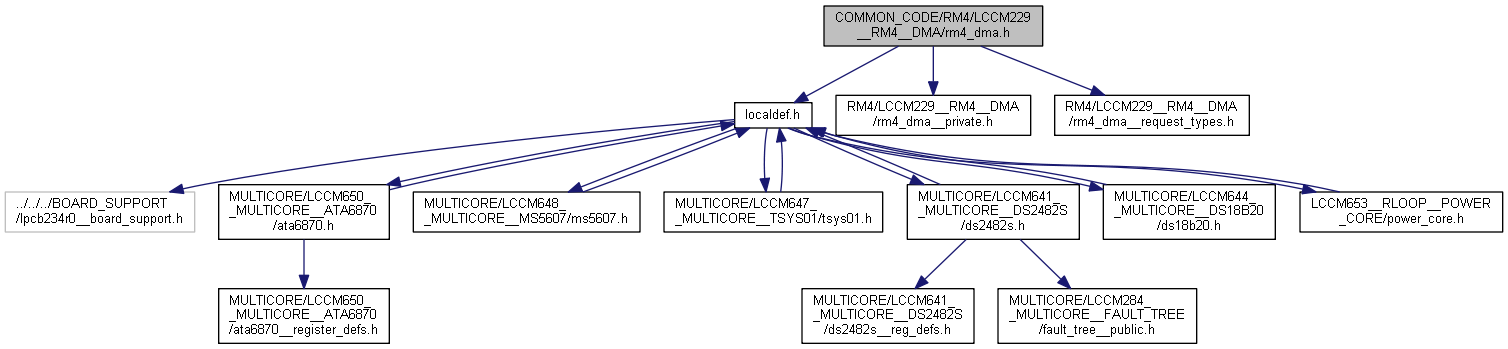 COMMON_CODE/RM4/LCCM229
__RM4__DMA/rm4_dma.h
localdef.h
RM4/LCCM229__RM4__DMA
/rm4_dma__private.h
RM4/LCCM229__RM4__DMA
/rm4_dma__request_types.h
../../../BOARD_SUPPORT
/lpcb234r0__board_support.h
MULTICORE/LCCM650_
_MULTICORE__ATA6870
/ata6870.h
MULTICORE/LCCM648_
_MULTICORE__MS5607/ms5607.h
MULTICORE/LCCM647_
_MULTICORE__TSYS01/tsys01.h
MULTICORE/LCCM641_
_MULTICORE__DS2482S
/ds2482s.h
MULTICORE/LCCM644_
_MULTICORE__DS18B20
/ds18b20.h
LCCM653__RLOOP__POWER
_CORE/power_core.h
MULTICORE/LCCM650_
_MULTICORE__ATA6870
/ata6870__register_defs.h
MULTICORE/LCCM641_
_MULTICORE__DS2482S
/ds2482s__reg_defs.h
MULTICORE/LCCM284_
_MULTICORE__FAULT_TREE
/fault_tree__public.h